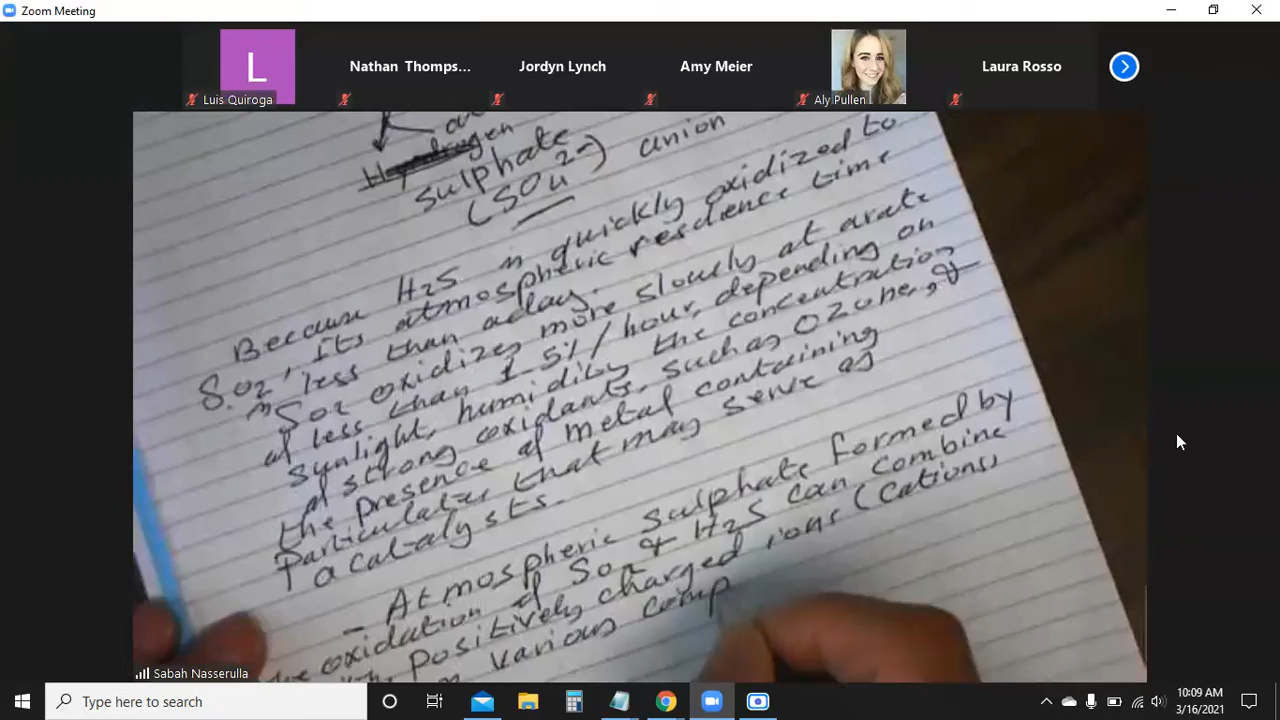 Zoom Meeting
L
Luis Quiroga
Nathan Thomps...
Jordyn Lynch
Amy Meier
Aly Pullen
Laura Rosso
sulphate
(SO4 2-) anion
Because H2S is quickly oxidized to
SO2, Its atmospheric resdience time
is less than aday.
SO2 oxidizes more slowly at arate
of less than 1-5%/hour, depending on
sunlight, humidity the concentration
of strong oxidants, such as Ozone, &
the presence of metal containing
Particulates that may serve as
a catalysts.
- Atmospheric sulphate formed by
oxidation of SO2 & H2S can combine
positively charged ions (cations)
various comp
Sabah Nasserulla
Type here to search
10:09 AM
3/16/2021